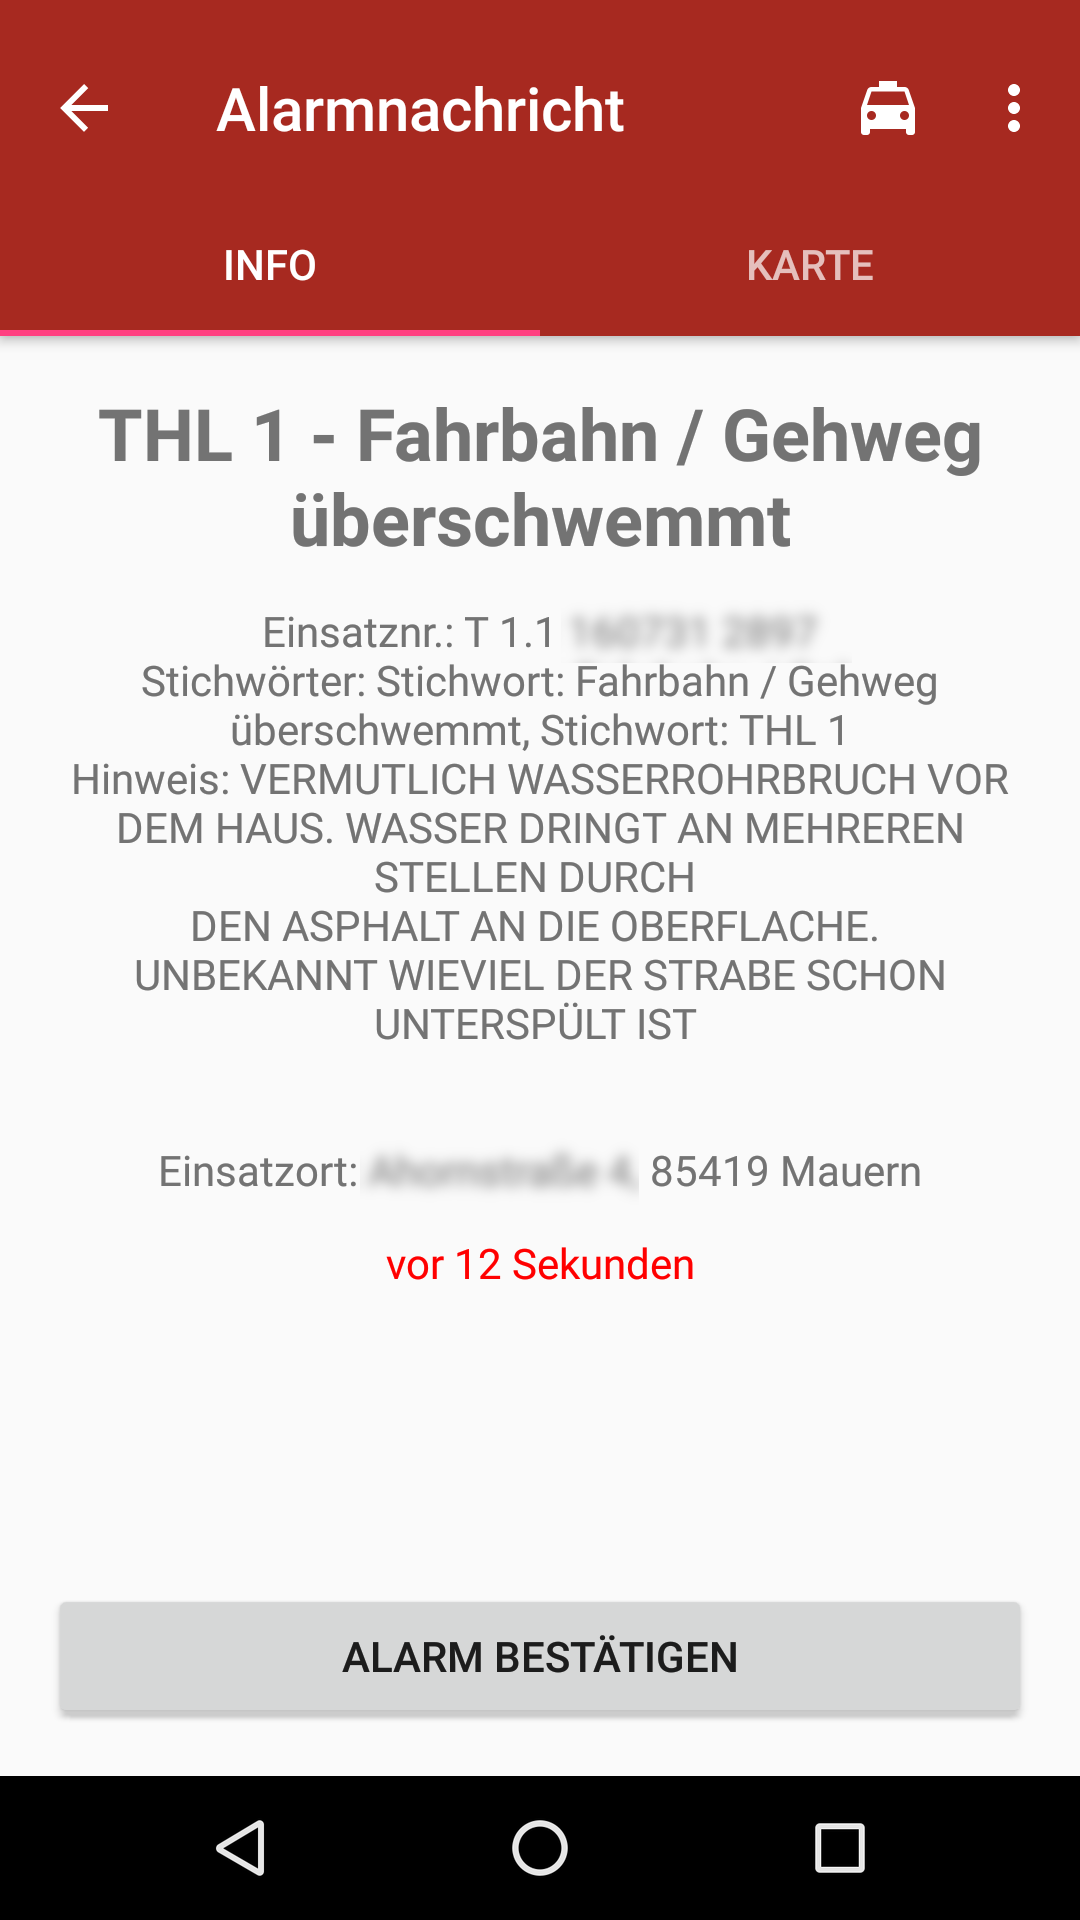 Alarmnachricht
INFO
KARTE
THL 1 - Fahrbahn / Gehweg
überschwemmt
Einsatznr.: T 1.1
Stichwörter: Stichwort: Fahrbahn / Gehweg
überschwemmt, Stichwort: THL 1
Hinweis: VERMUTLICH WASSERROHRBRUCH VOR
DEM HAUS. WASSER DRINGT AN MEHREREN
STELLEN DURCH
DEN ASPHALT AN DIE OBERFLACHE.
UNBEKANNT WIEVIEL DER STRABE SCHON
UNTERSPÜLT IST
Einsatzort: 85419 Mauern
vor 12 Sekunden
ALARM BESTÄTIGEN